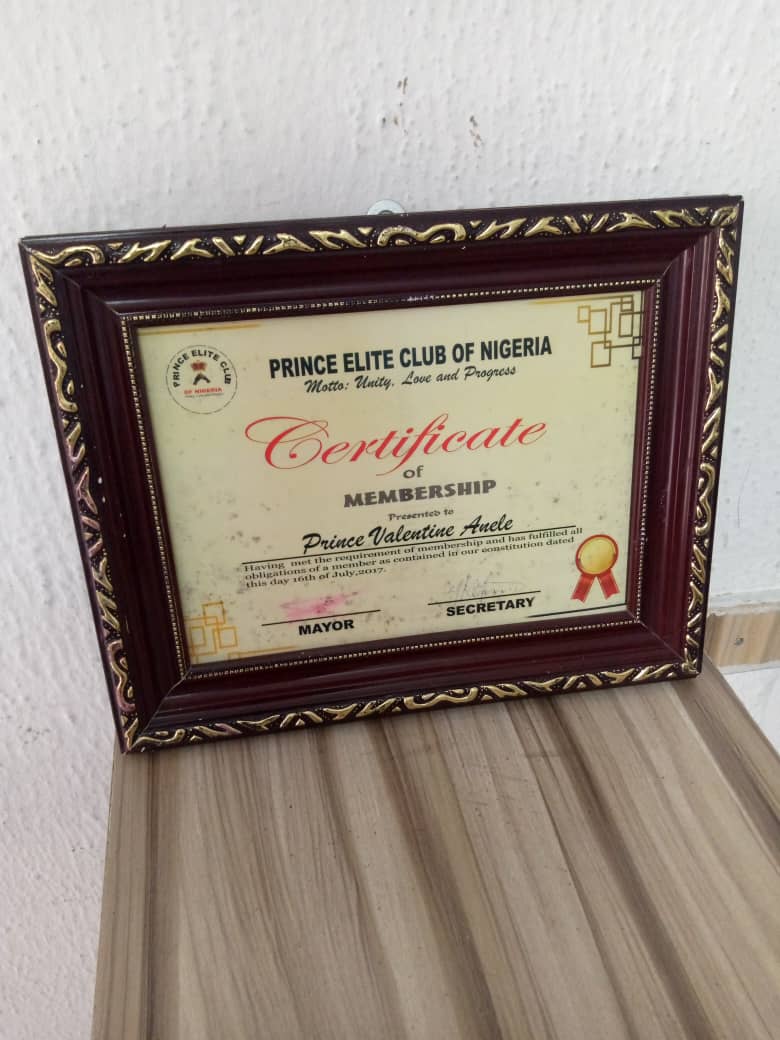 PRINCE ELITE CLUB
OF NIGERIA
PRINCE ELITE CLUB OF NIGERIA
Motto: Unity, Love and Progress
Certificate
of
MEMBERSHIP
Presented to
Prince Valentine Anele
Having met the requirement of membership and has fulfilled all
obligations of a member as contained in our constitution dated
this day 16th of July,2017.
MAYOR
SECRETARY